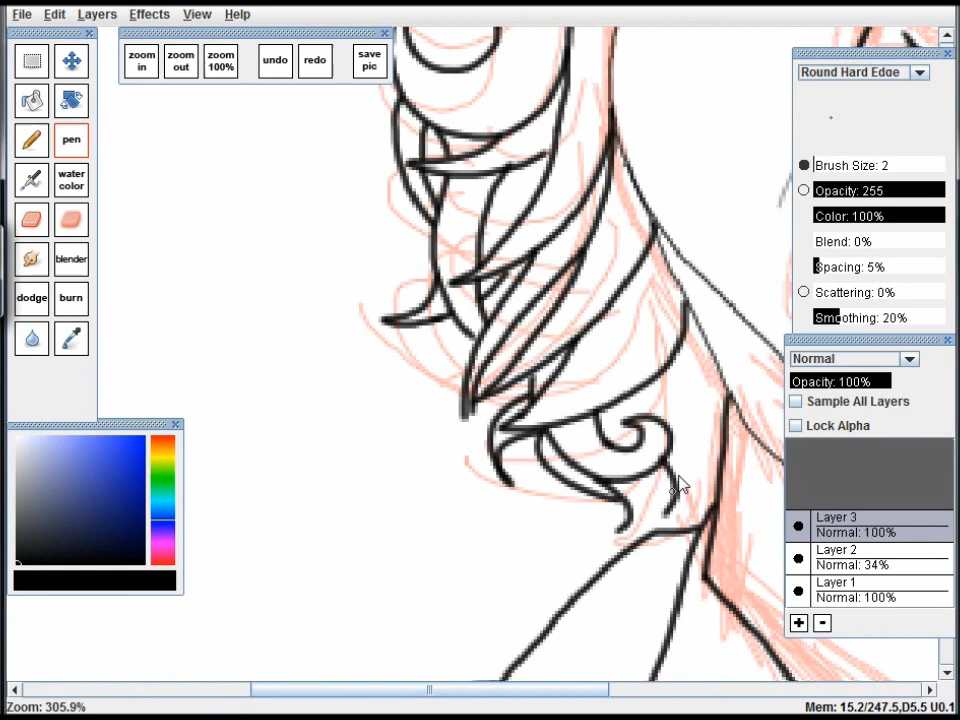 File Edit Layers Effects View Help
zoom in
zoom out
zoom 100%
undo
redo
save pic
pen
water color
blender
dodge
burn
Round Hard Edge
Brush Size: 2
Opacity: 255
Color: 100%
Blend: 0%
Spacing: 5%
Scattering: 0%
Smoothing: 20%
Normal
Opacity: 100%
Sample All Layers
Lock Alpha
Layer 3
Normal: 100%
Layer 2
Normal: 34%
Layer 1
Normal: 100%
+ -
Zoom: 305.9%
Mem: 15.2/247.5,D5.5 U0.1